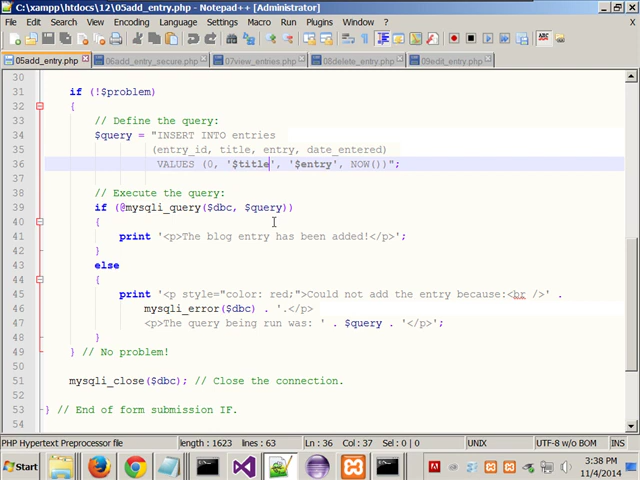 C:\xampp\htdocs\12\05add_entry.php - Notepad++ [Administrator]
File Edit Search View Encoding Language Settings Macro Run Plugins Window ? X
05add_entry.php 06add_entry_secure.php 07view_entries.php 08delete_entry.php 09edit_entry.php
30
31 if (!$problem)
32 {
33 // Define the query:
34 $query = "INSERT INTO entries
35 (entry_id, title, entry, date_entered)
36 VALUES (0, '$title', '$entry', NOW())";
37
38 // Execute the query:
39 if (@mysqli_query($dbc, $query))
40 {
41 print '<p>The blog entry has been added!</p>';
42 }
43 else
44 {
45 print '<p style="color: red;">Could not add the entry because:<br />' .
46 mysqli_error($dbc) . '.</p>
47 <p>The query being run was: ' . $query . '</p>';
48 }
49 } // No problem!
50
51 mysqli_close($dbc); // Close the connection.
52
53 } // End of form submission IF.
54
PHP Hypertext Preprocessor file length : 1623 lines : 63 Ln : 36 Col : 37 Sel : 0 | 0 UNIX UTF-8 w/o BOM INS
Start 3:38 PM
11/4/2014